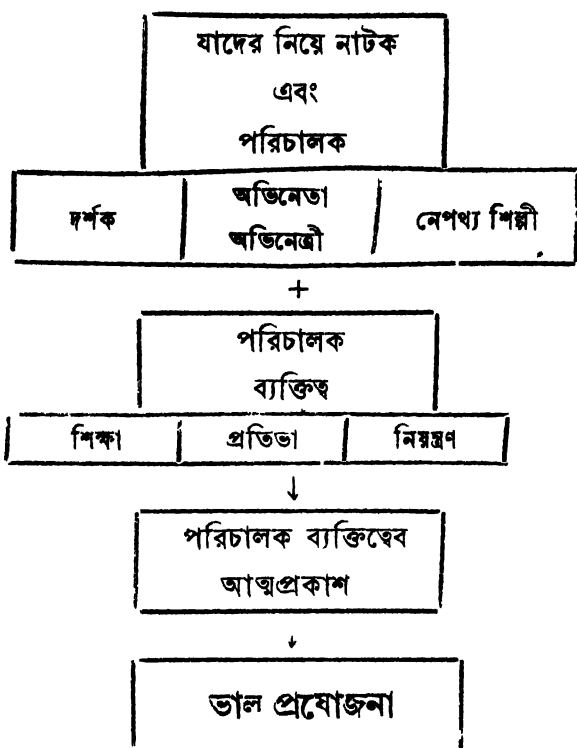 যাদের নিয়ে নাটক
এবং
পরিচালক
দর্শক অভিনেতা অভিনেত্রী নেপথ্য শিল্পী
+
পরিচালক
ব্যক্তিত্ব
শিক্ষা প্রতিভা নিয়ন্ত্রণ
↓
পরিচালক ব্যক্তিত্বেব
আত্মপ্রকাশ
↓
ভাল প্রযোজনা